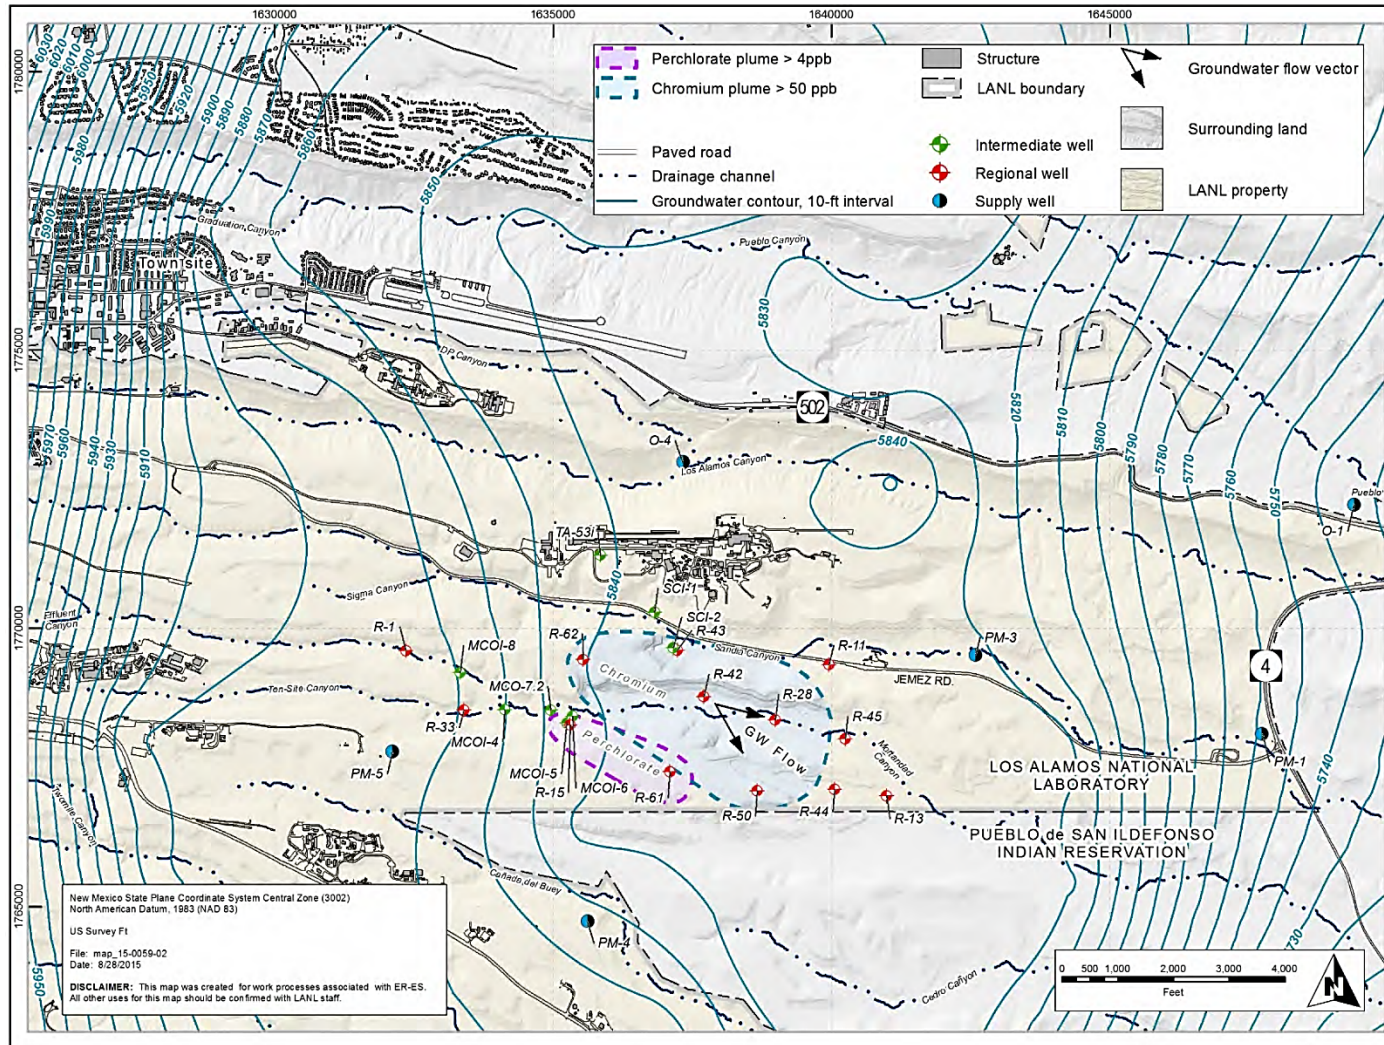 1630000
1635000
1640000
1645000
1780000
1775000
1770000
1765000
Perchlorate plume > 4ppb
Chromium plume > 50 ppb
Paved road
Drainage channel
Groundwater contour, 10-ft interval
Structure
LANL boundary
Intermediate well
Regional well
Supply well
Groundwater flow vector
Surrounding land
LANL property
6030
6020
6010
6000
5950
5920
5900
5890
5880
5870
5860
5980
5990
5850
Graduation Canyon
Townsite
Pueblo Canyon
5830
DP Canyon
502
5820
5810
5800
5790
5780
5770
5760
5750
5970
5960
5940
5930
5910
O-4
Los Alamos Canyon
5840
Pueblo
O-1
TA-53i
5840
SCI-1
Sigma Canyon
SCI-2
Effluent
Canyon
R-1
MCOI-8
R-62
R-43
Sandia Canyon
R-11
PM-3
JEMEZ RD.
4
Ten-Site Canyon
MCO-7.2
Chromium
R-42
R-28
R-45
R-33
MCOI-4
Perchlorate
GW Flow
Mortandad
Canyon
PM-5
MCOI-5
R-15
MCOI-6
R-61
R-50
R-44
R-13
LOS ALAMOS NATIONAL
LABORATORY
PM-1
5740
PUEBLO de SAN ILDEFONSO
INDIAN RESERVATION
Twomile Canyon
Cañada del Buey
PM-4
5730
Cedro Canyon
5950
New Mexico State Plane Coordinate System Central Zone (3002)
North American Datum, 1983 (NAD 83)
US Survey Ft
File: map_15-0059-02
Date: 8/28/2015
DISCLAIMER: This map was created for work processes associated with ER-ES.
All other uses for this map should be confirmed with LANL staff.
0 500 1,000 2,000 3,000 4,000
Feet
N